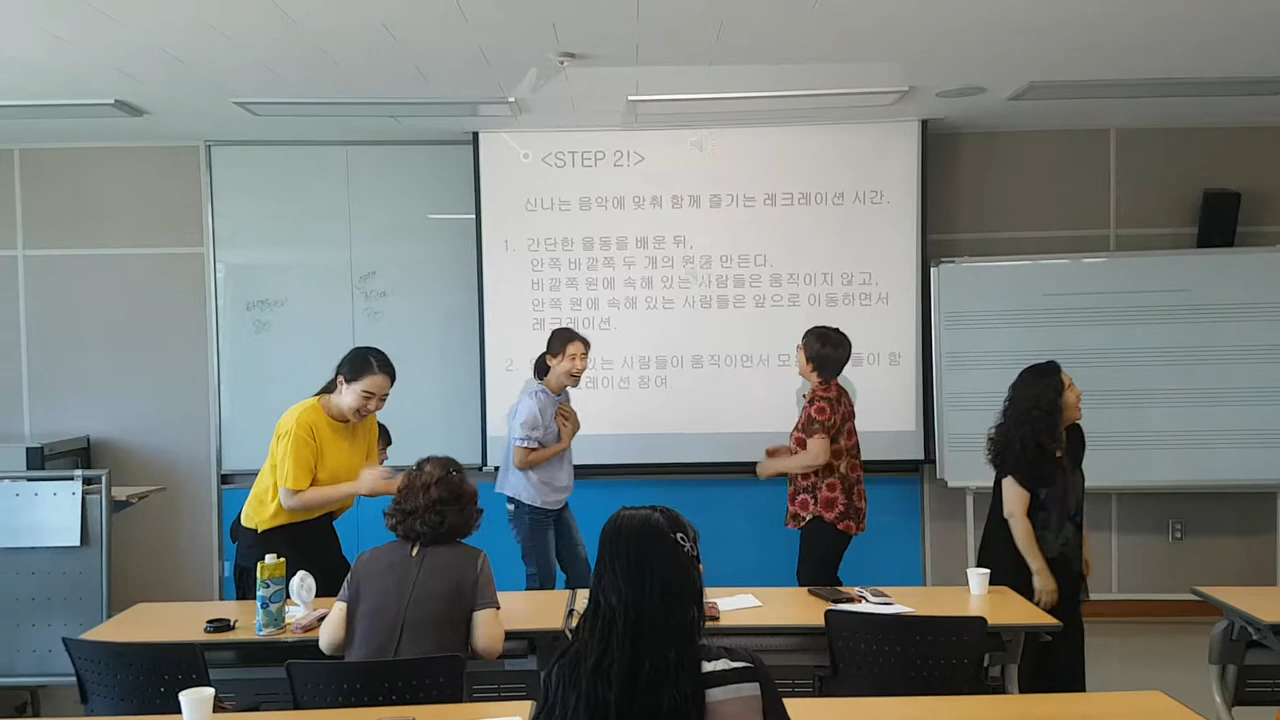 <STEP 2!>
신나는 음악에 맞춰 함께 즐기는 레크레이션 시간.
1. 간단한 율동을 배운 뒤,
안쪽 바깥쪽 두 개의 원을 만든다.
바깥쪽 원에 속해 있는 사람들은 움직이지 않고,
안쪽 원에 속해 있는 사람들은 앞으로 이동하면서
레크레이션.
2. 있는 사람들이 움직이면서 모 들이 함
레이션 참여.